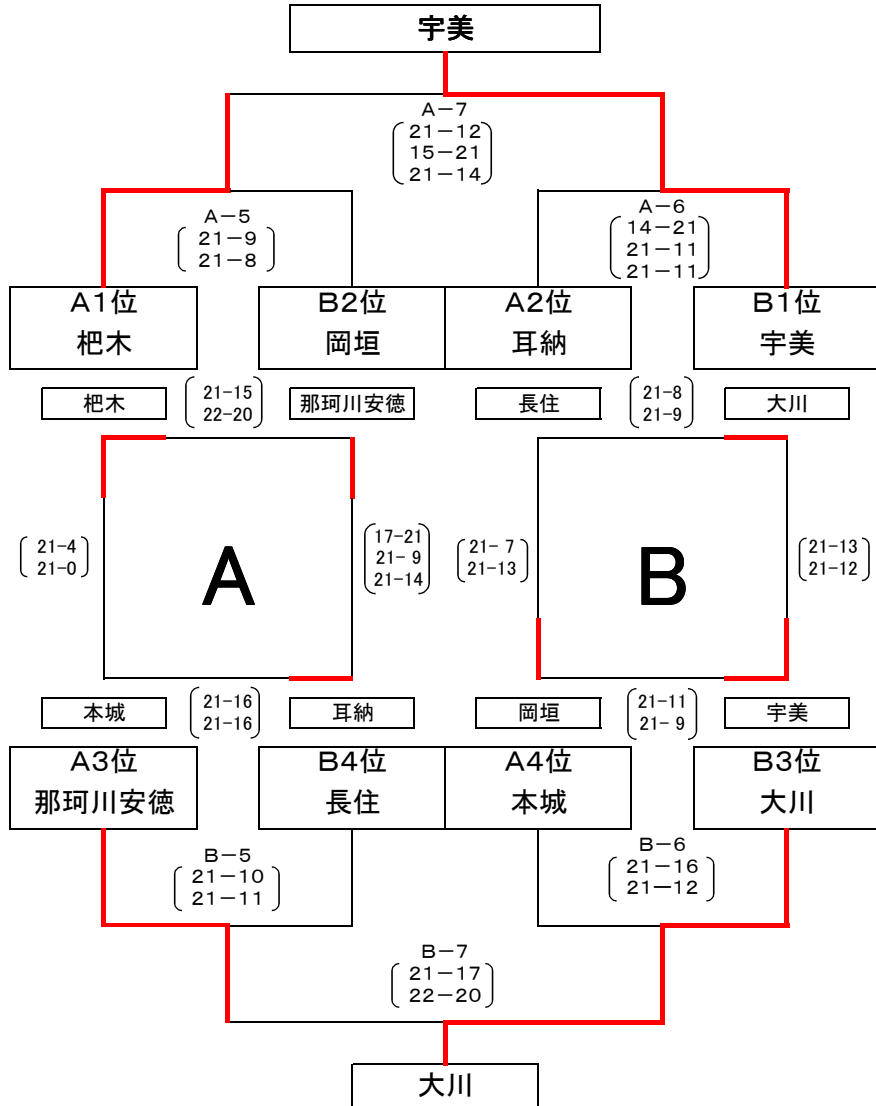 宇美
A－7
21－12
15－21
21－14
A－5
21－9
21－8
A－6
14－21
21－11
21－11
A1位
杷木
B2位
岡垣
A2位
耳納
B1位
宇美
杷木
21-15
22-20
那珂川安徳
長住
21-8
21-9
大川
21-4
21-0
A
17-21
21- 9
21-14
21- 7
21-13
B
21-13
21-12
本城
21-16
21-16
耳納
岡垣
21-11
21- 9
宇美
A3位
那珂川安徳
B4位
長住
A4位
本城
B3位
大川
B－5
21－10
21－11
B－6
21－16
21―12
B－7
21－17
22－20
大川